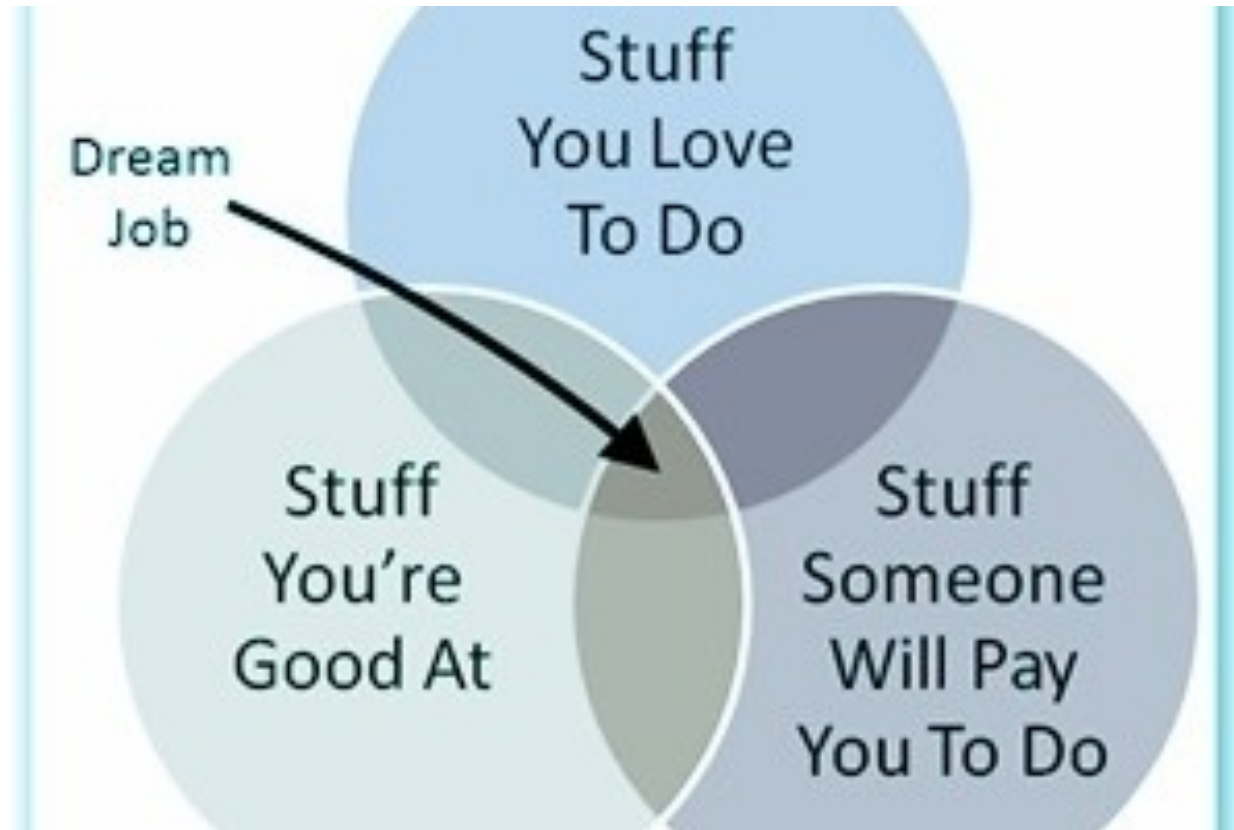 Stuff
You Love
To Do
Dream
Job
Stuff
You're
Good At
Stuff
Someone
Will Pay
You To Do